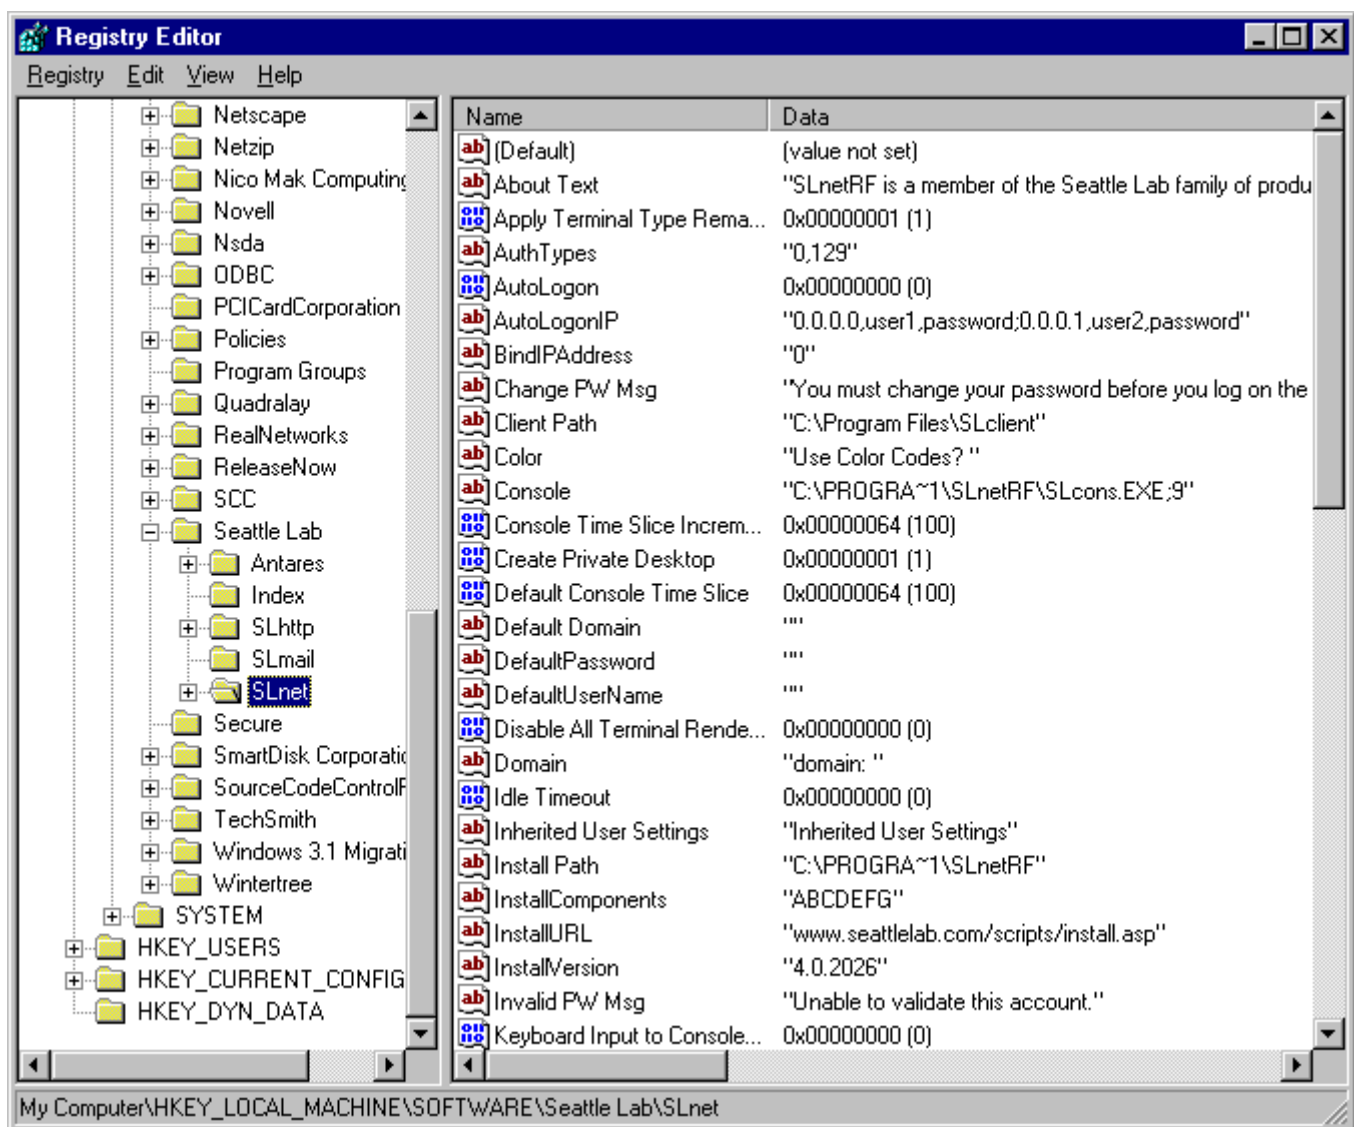 Registry Editor
Registry Edit View Help
Netscape
Netzip
Nico Mak Computing
Novell
Nsda
ODBC
PCICardCorporation
Policies
Program Groups
Quadralay
RealNetworks
ReleaseNow
SCC
Seattle Lab
Antares
Index
SLhttp
SLmail
SLnet
Secure
SmartDisk Corporatic
SourceCodeControlF
TechSmith
Windows 3.1 Migrati
Wintertree
SYSTEM
HKEY_USERS
HKEY_CURRENT_CONFIG
HKEY_DYN_DATA
Name Data
(Default) (value not set)
About Text "SLnetRF is a member of the Seattle Lab family of produ
Apply Terminal Type Rema... 0x00000001 (1)
AuthTypes "0,129"
AutoLogon 0x00000000 (0)
AutoLogonIP "0.0.0.0,user1,password;0.0.0.1,user2,password"
BindIPAddress "0"
Change PW Msg "You must change your password before you log on the
Client Path "C:\Program Files\SLclient"
Color "Use Color Codes? "
Console "C:\PROGRA~1\SLnetRF\SLcons.EXE;9"
Console Time Slice Increm... 0x00000064 (100)
Create Private Desktop 0x00000001 (1)
Default Console Time Slice 0x00000064 (100)
Default Domain ""
DefaultPassword ""
DefaultUserName ""
Disable All Terminal Rende... 0x00000000 (0)
Domain "domain: "
Idle Timeout 0x00000000 (0)
Inherited User Settings "Inherited User Settings"
Install Path "C:\PROGRA~1\SLnetRF"
InstallComponents "ABCDEFG"
InstallURL "www.seattlelab.com/scripts/install.asp"
InstallVersion "4.0.2026"
Invalid PW Msg "Unable to validate this account."
Keyboard Input to Console... 0x00000000 (0)
My Computer\HKEY_LOCAL_MACHINE\SOFTWARE\Seattle Lab\SLnet